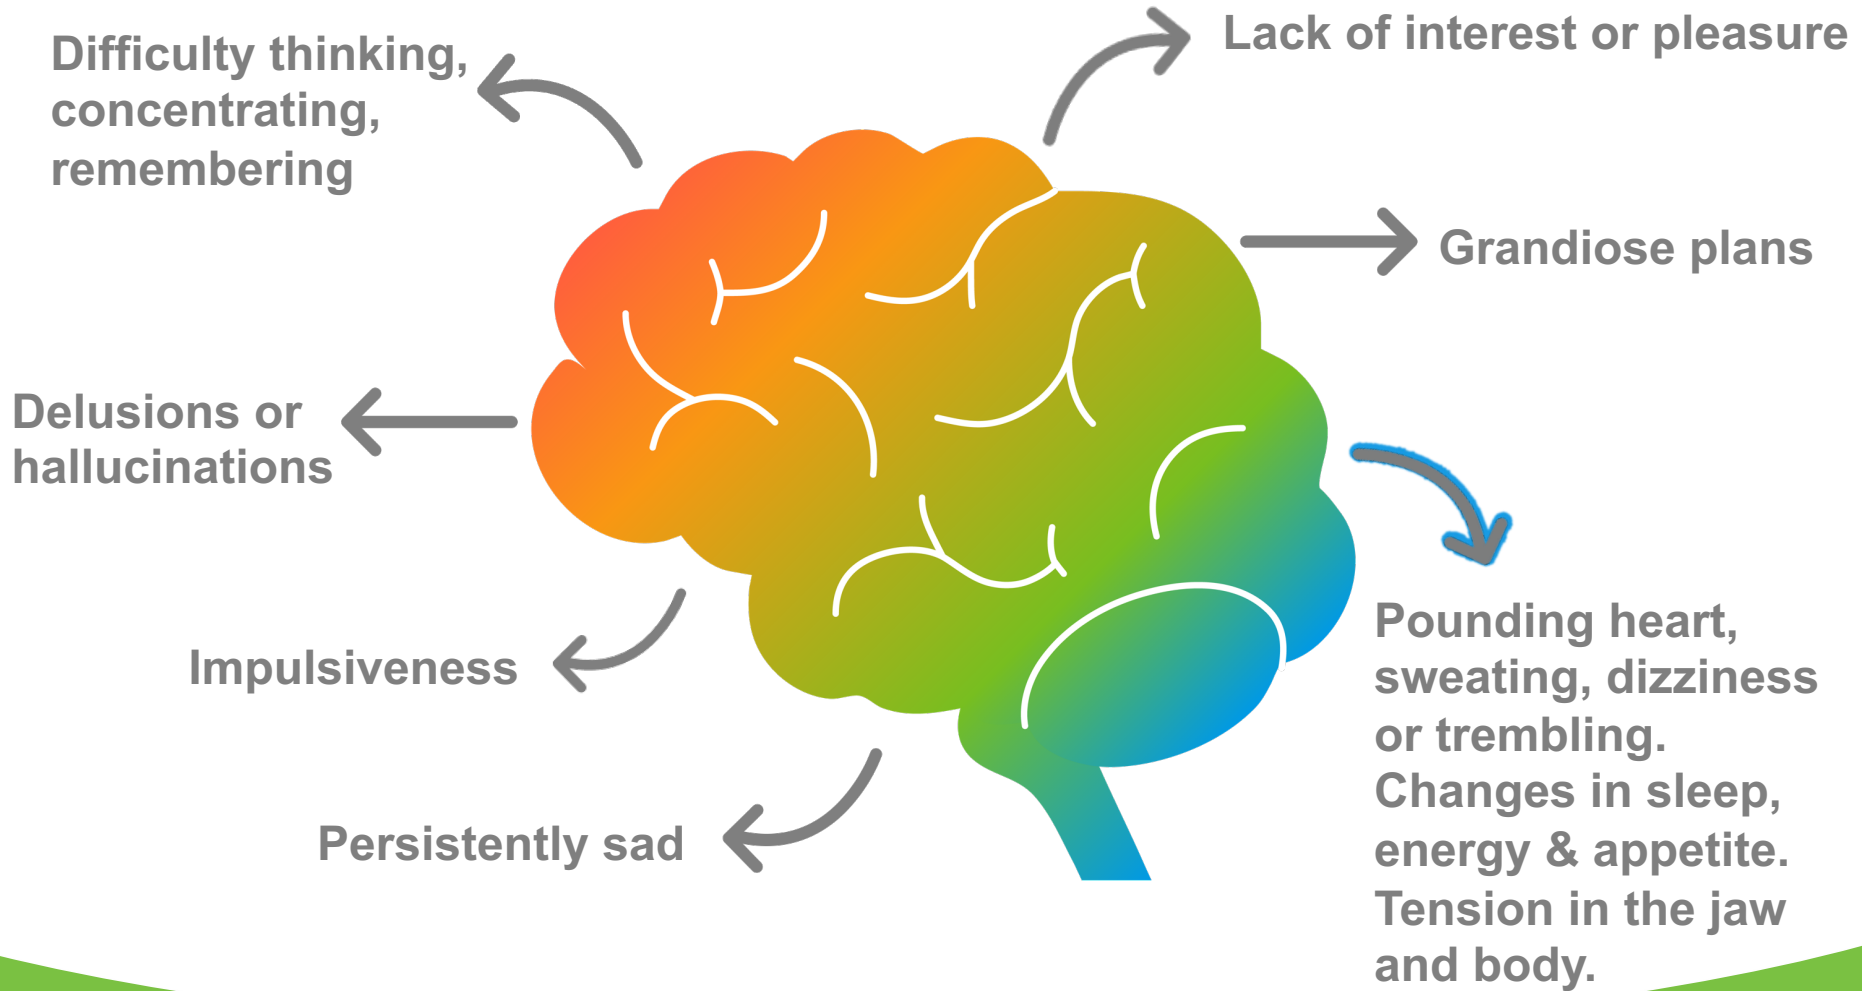 Difficulty thinking,
concentrating,
remembering
Lack of interest or pleasure
Grandiose plans
Delusions or
hallucinations
Impulsiveness
Persistently sad
Pounding heart,
sweating, dizziness
or trembling.
Changes in sleep,
energy & appetite.
Tension in the jaw
and body.